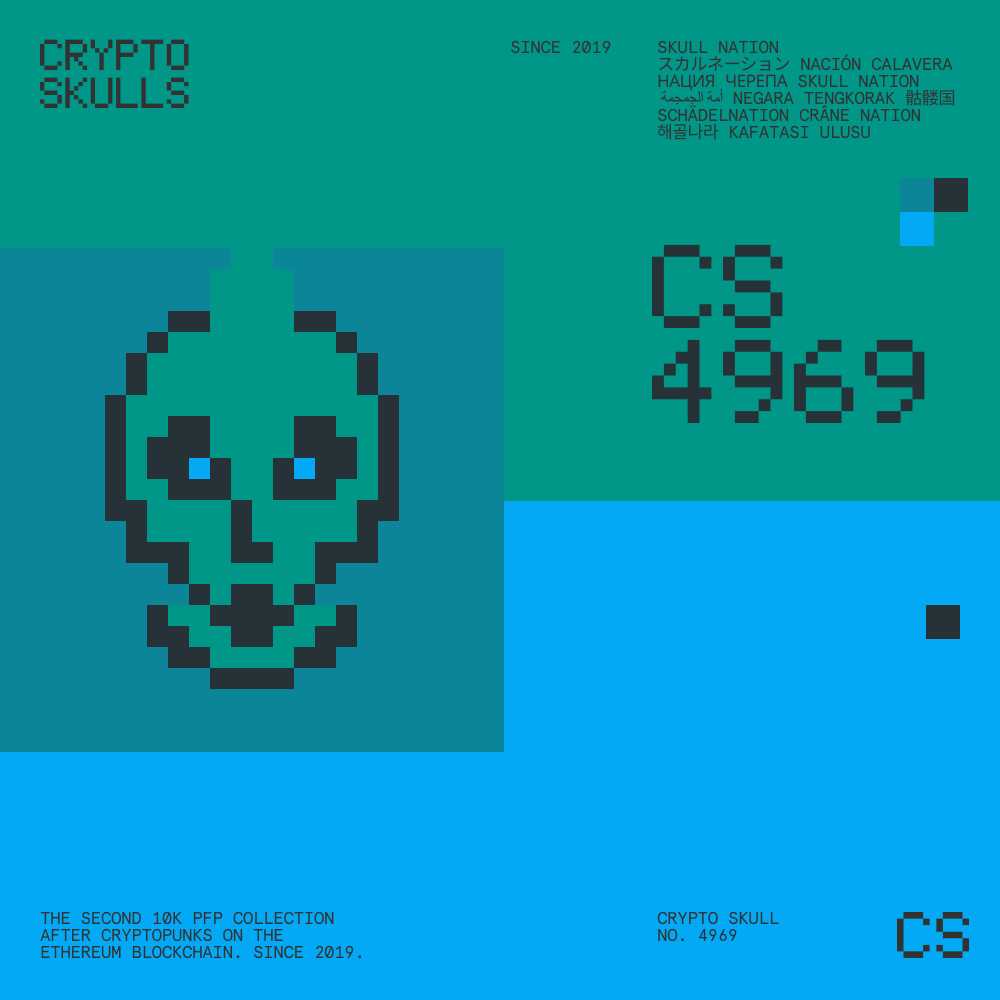 CRYPTO
SKULLS
SINCE 2019
SKULL NATION
スカルネーション NACIÓN CALAVERA
НАЦИЯ ЧЕРЕПА SKULL NATION
أمة الجمجمة NEGARA TENGKORAK 骷髅国
SCHÄDELNATION CRÂNE NATION
해골나라 KAFATASI ULUSU
CS
4969
THE SECOND 10K PFP COLLECTION
AFTER CRYPTOPUNKS ON THE
ETHEREUM BLOCKCHAIN. SINCE 2019.
CRYPTO SKULL
NO. 4969
CS